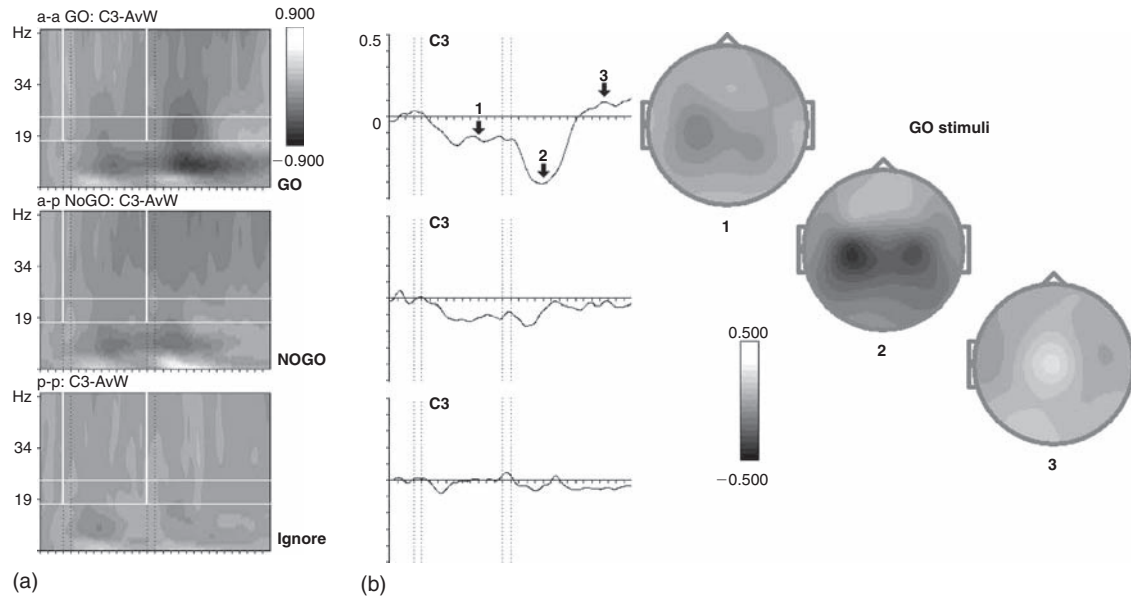 a-a GO: C3-AvW
0.900
Hz
34
19
−0.900
GO
a-p NoGO: C3-AvW
Hz
34
19
NOGO
p-p: C3-AvW
Hz
34
19
Ignore
(a)
0.5
C3
0
1
2
3
C3
C3
(b)
GO stimuli
1
2
3
0.500
−0.500